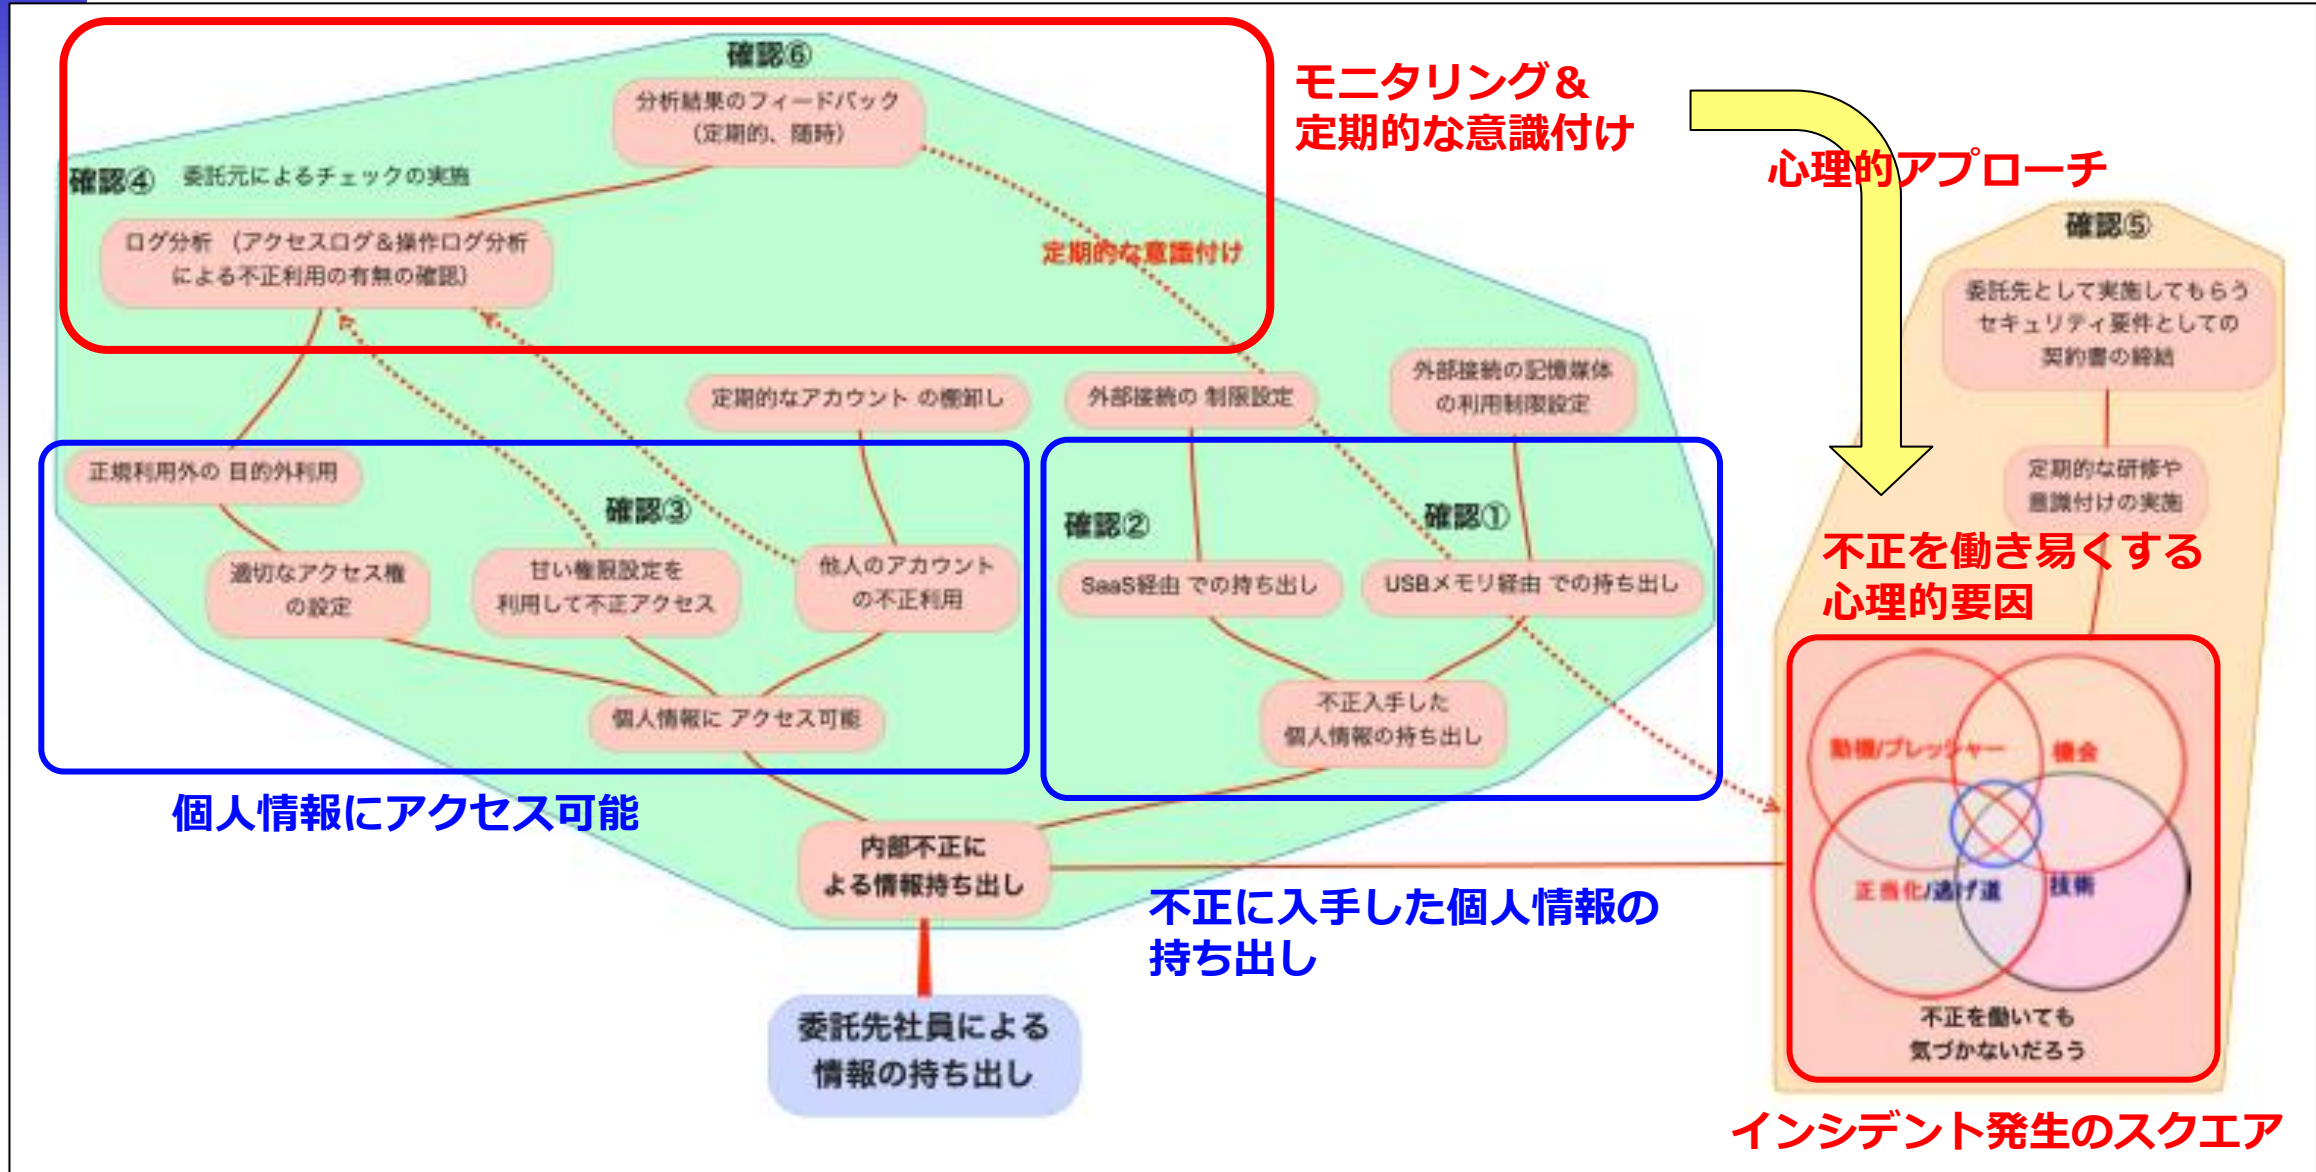 確認⑥
分析結果のフィードバック
(定期的、随時)
モニタリング&
定期的な意識付け
心理的アプローチ
確認④
委託元によるチェックの実施
ログ分析 (アクセスログ&操作ログ分析
による不正利用の有無の確認)
定期的な意識付け
確認⑤
委託先として実施してもらう
セキュリティ要件としての
契約書の締結
定期的なアカウント の棚卸し
外部接続の 制限設定
外部接続の記憶媒体
の利用制限設定
正規利用外の 目的外利用
定期的な研修や
意識付けの実施
確認③
確認②
確認①
適切なアクセス権
の設定
甘い権限設定を
利用して不正アクセス
他人のアカウント
の不正利用
SaaS経由 での持ち出し
USBメモリ経由 での持ち出し
不正を働き易くする
心理的要因
個人情報に アクセス可能
不正入手した
個人情報の持ち出し
動機/プレッシャー
機会
正当化/逃げ道
技術
不正を働いても
気づかないだろう
個人情報にアクセス可能
内部不正に
よる情報持ち出し
不正に入手した個人情報の
持ち出し
委託先社員による
情報の持ち出し
インシデント発生のスクエア